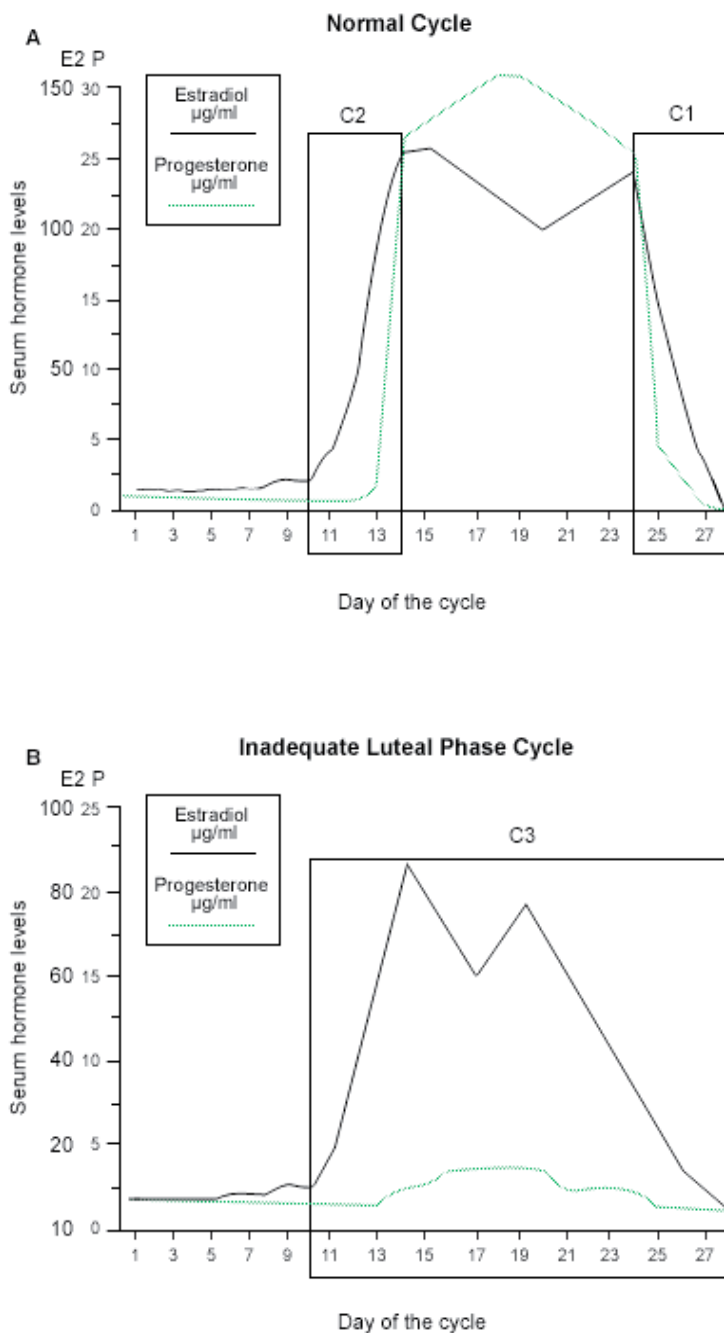 Normal Cycle
A
E2 P
150 30
25
100 20
15
50 10
5
0
Estradiol
µg/ml
Progesterone
µg/ml
C2
C1
Serum hormone levels
1 3 5 7 9 11 13 15 17 19 21 23 25 27
Day of the cycle
Inadequate Luteal Phase Cycle
B
E2 P
100 25
80 20
60 15
40 10
20 5
10 0
Estradiol
µg/ml
Progesterone
µg/ml
C3
Serum hormone levels
1 3 5 7 9 11 13 15 17 19 21 23 25 27
Day of the cycle